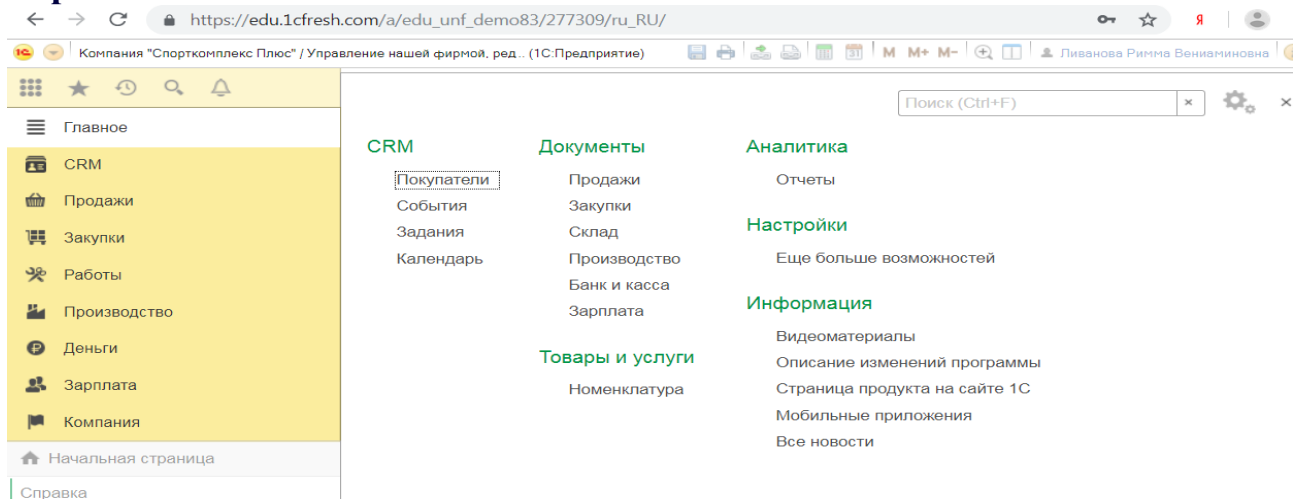 https://edu.1cfresh.com/a/edu_unf_demo83/277309/ru_RU/
Я
1С
Компания "Спорткомплекс Плюс" / Управление нашей фирмой, ред.. (1С:Предприятие)
31
M M+ M-
Ливанова Римма Вениаминовна
Поиск (Ctrl+F)
×
×
Главное
CRM
Продажи
Закупки
Работы
Производство
Деньги
Зарплата
Компания
Начальная страница
Справка
CRM
Покупатели
События
Задания
Календарь
Документы
Продажи
Закупки
Склад
Производство
Банк и касса
Зарплата
Товары и услуги
Номенклатура
Аналитика
Отчеты
Настройки
Еще больше возможностей
Информация
Видеоматериалы
Описание изменений программы
Страница продукта на сайте 1С
Мобильные приложения
Все новости